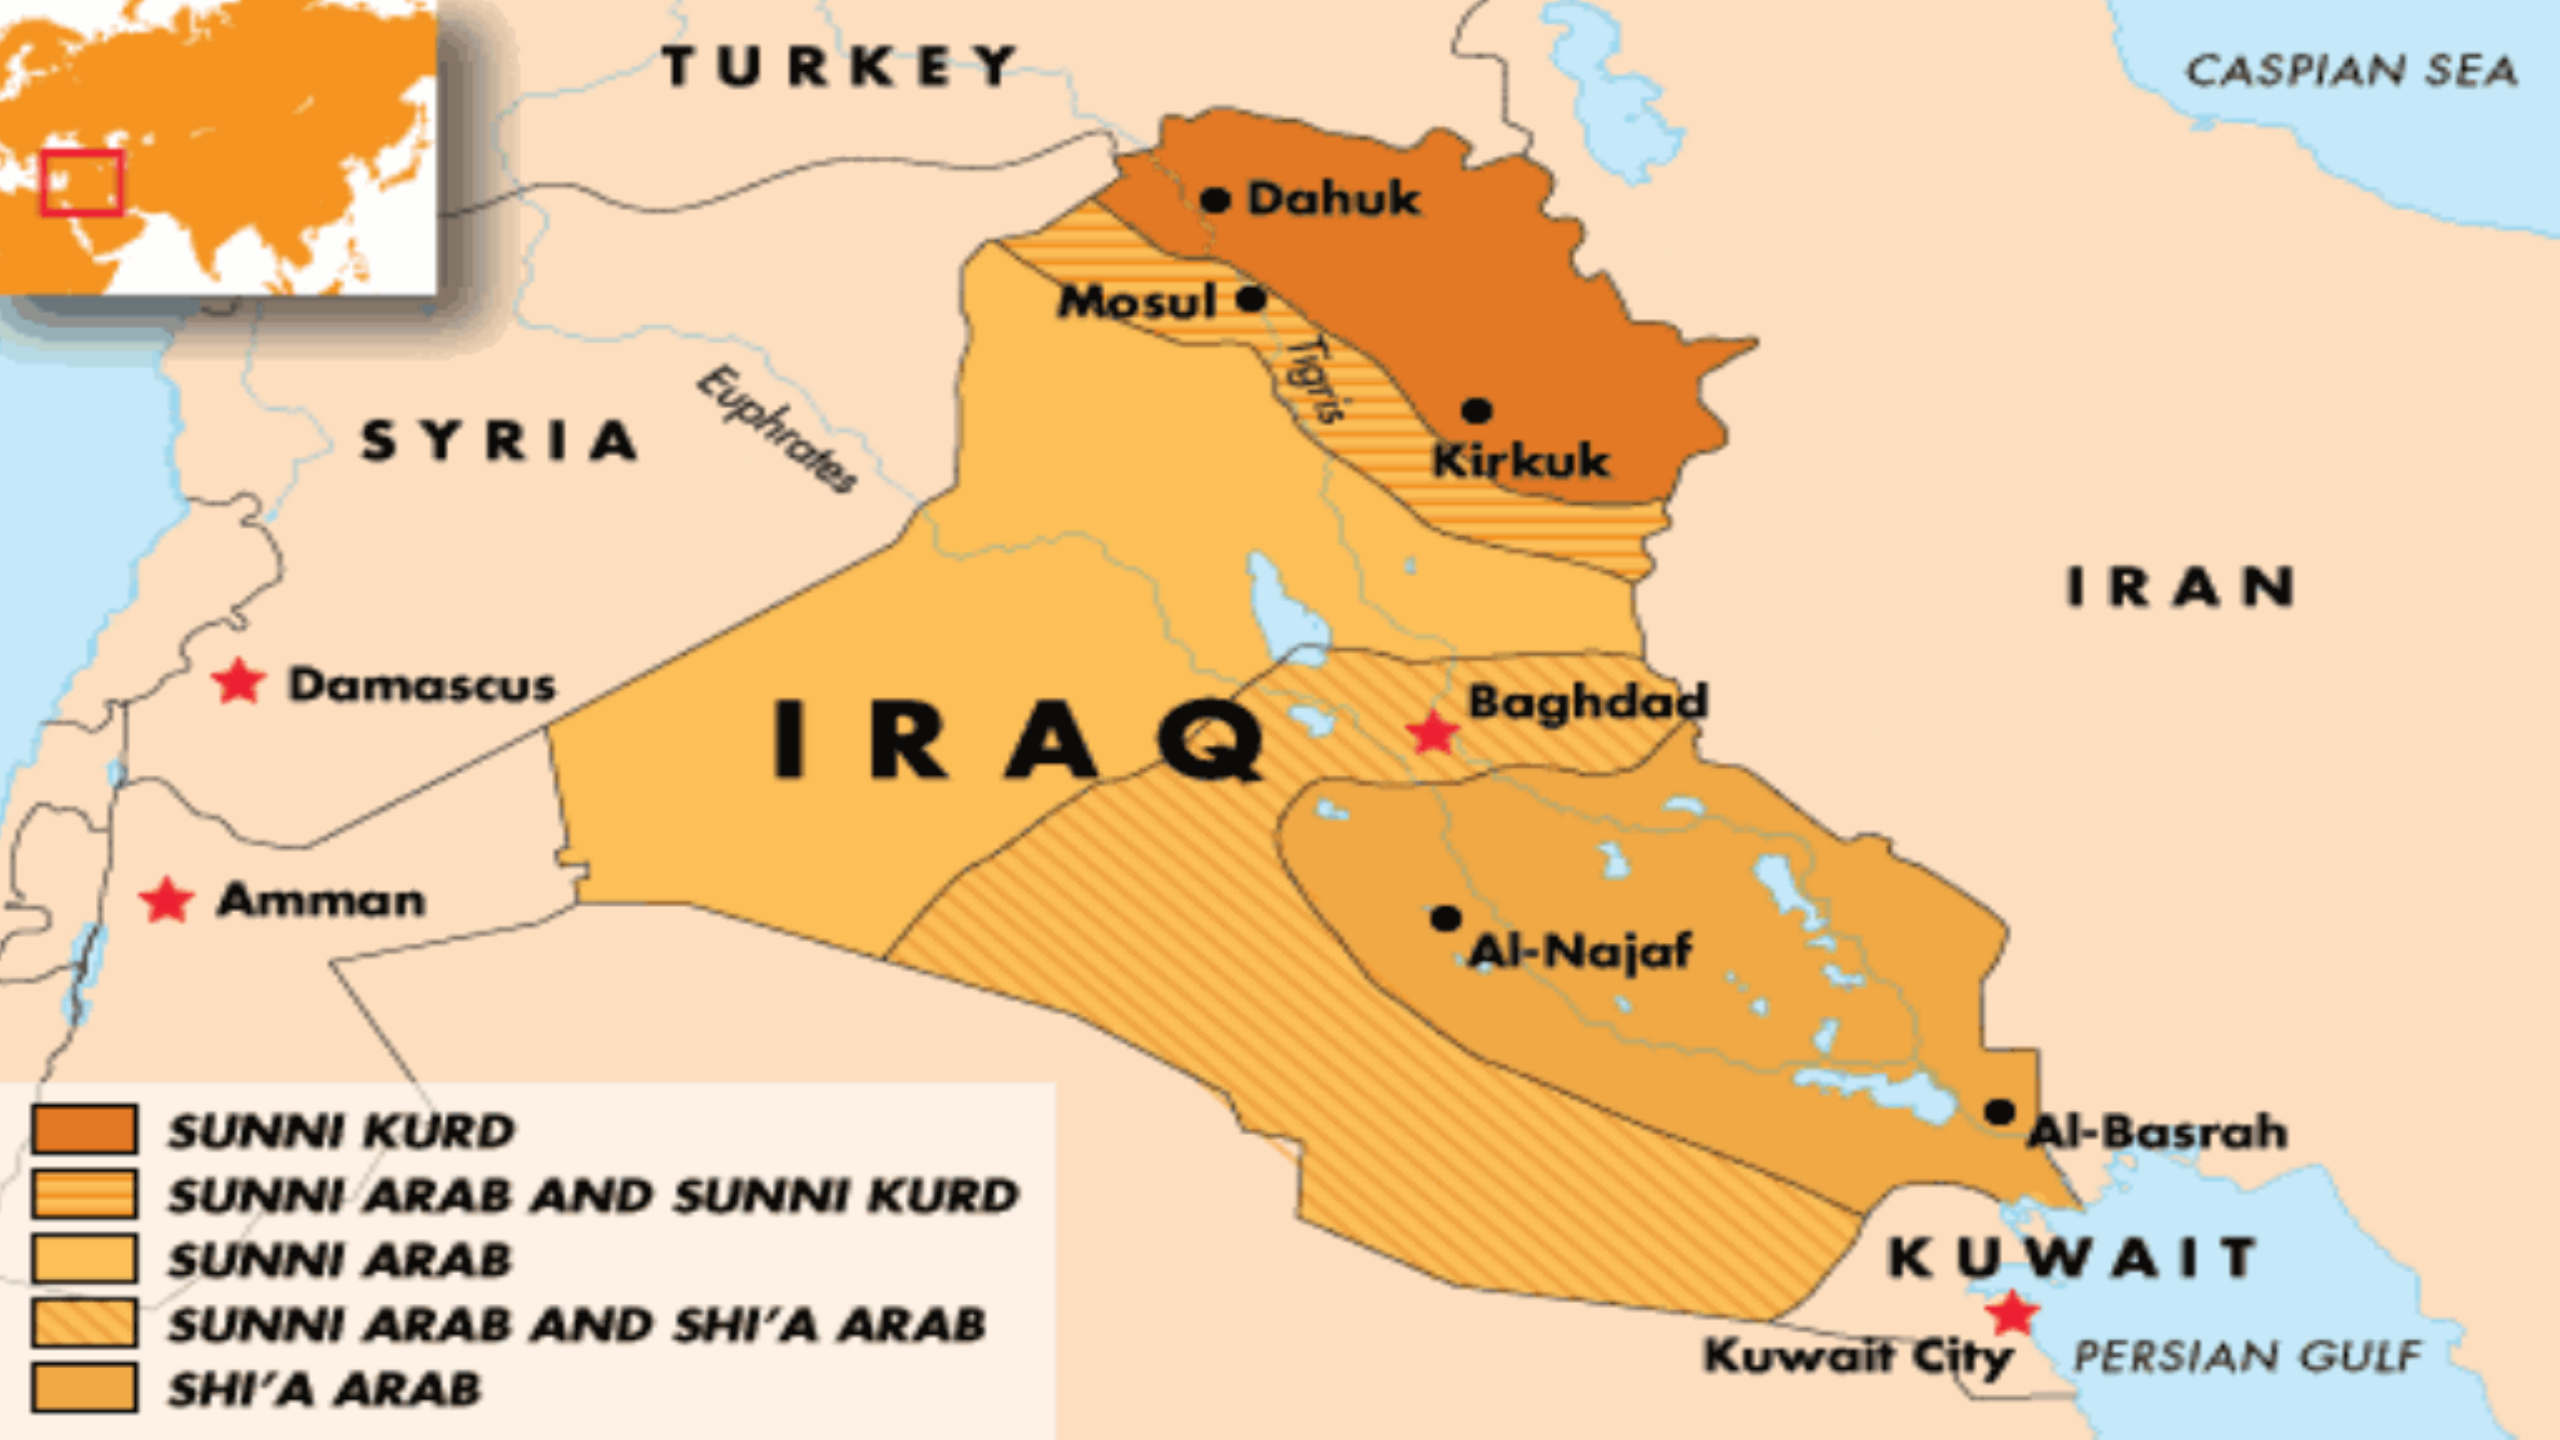 TURKEY
CASPIAN SEA
Dahuk
Mosul
Tigris
Euphrates
SYRIA
Kirkuk
IRAN
Damascus
IRAQ
Baghdad
Amman
Al-Najaf
Al-Basrah
KUWAIT
Kuwait City
PERSIAN GULF
SUNNI KURD
SUNNI ARAB AND SUNNI KURD
SUNNI ARAB
SUNNI ARAB AND SHI'A ARAB
SHI'A ARAB